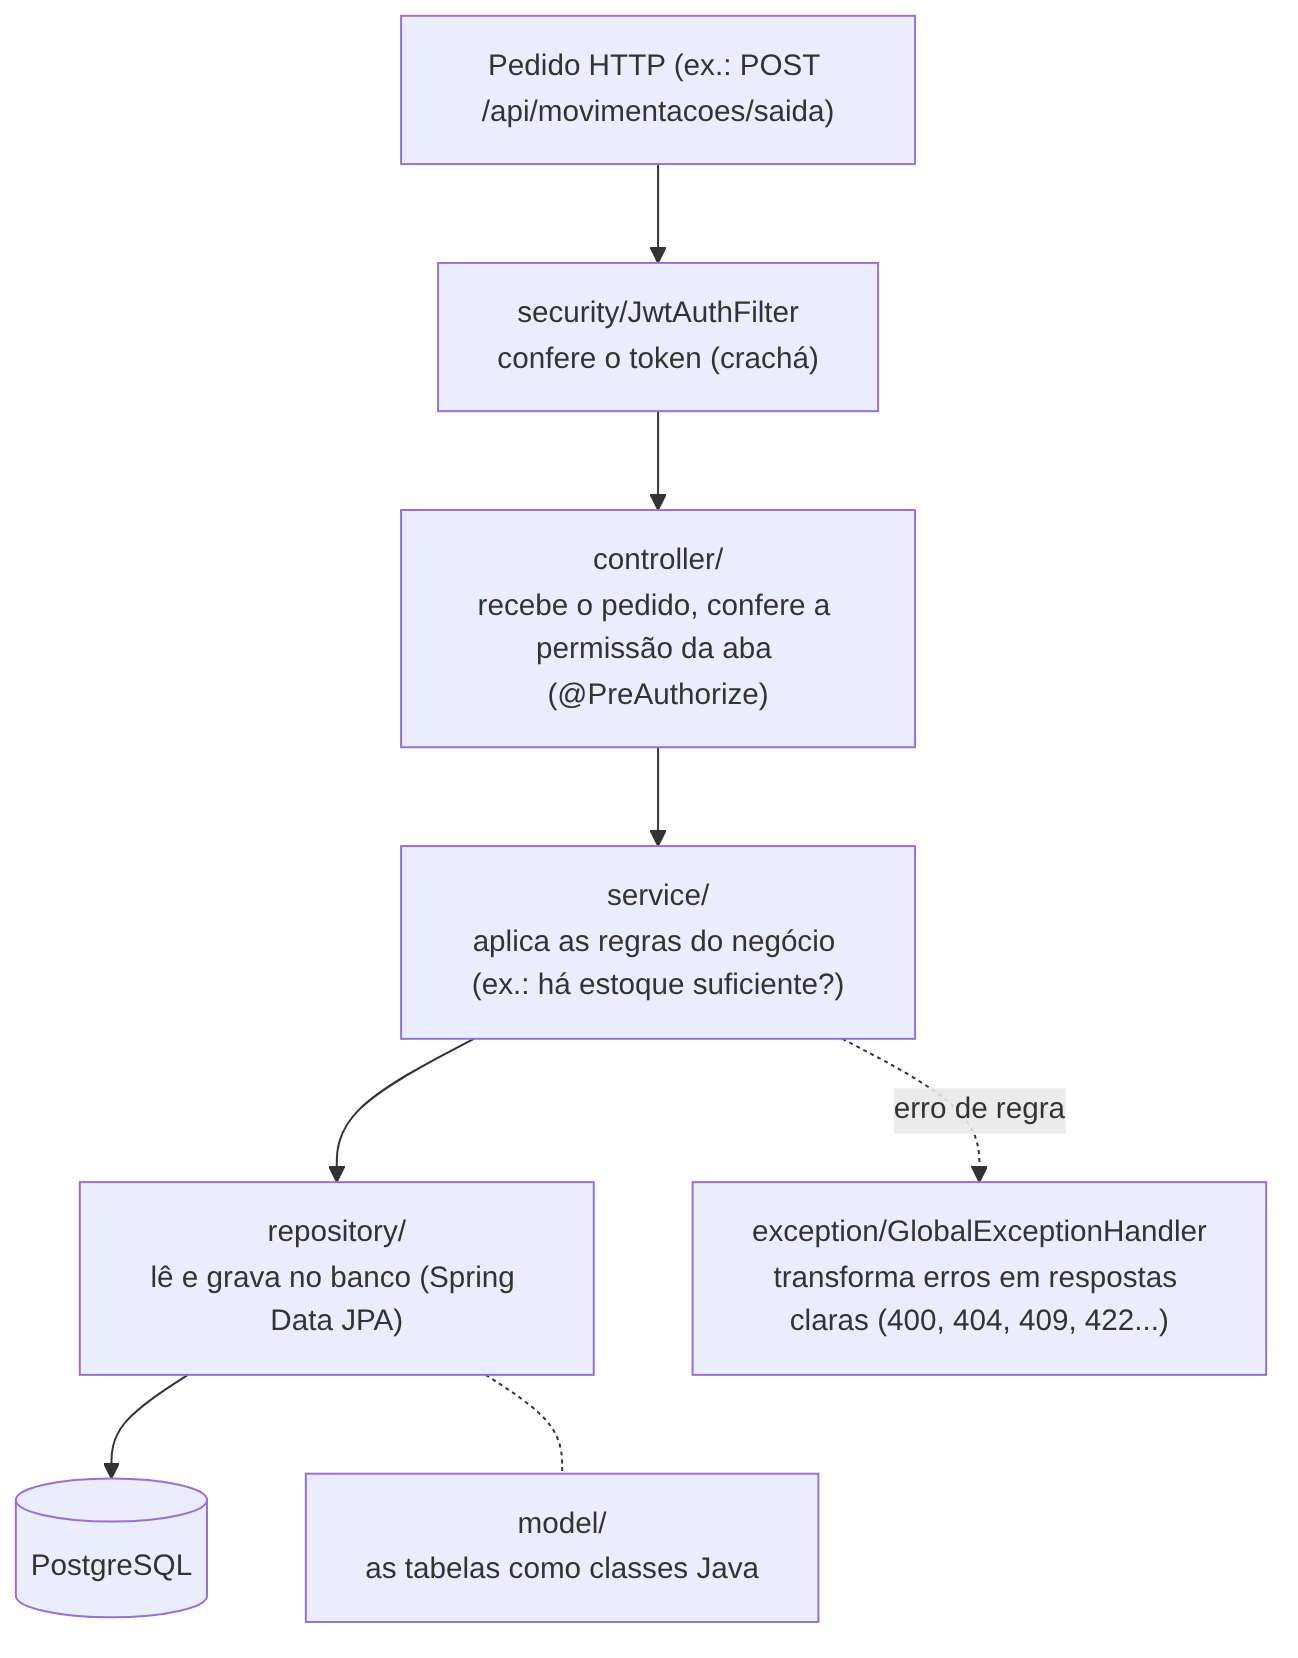 Pedido HTTP (ex.: POST
/api/movimentacoes/saida)
security/JwtAuthFilter
confere o token (crachá)
controller/
recebe o pedido, confere a
permissão da aba
(@PreAuthorize)
service/
aplica as regras do negócio
(ex.: há estoque suficiente?)
erro de regra
repository/
lê e grava no banco (Spring
Data JPA)
exception/GlobalExceptionHandler
transforma erros em respostas
claras (400, 404, 409, 422...)
PostgreSQL
model/
as tabelas como classes Java